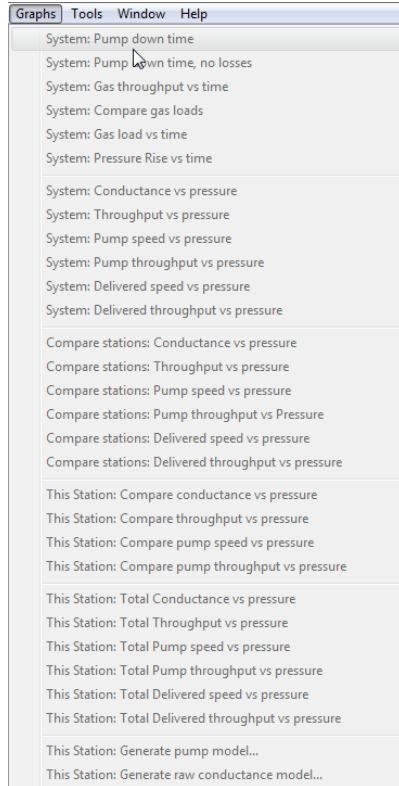 Graphs Tools Window Help
System: Pump down time
System: Pump down time, no losses
System: Gas throughput vs time
System: Compare gas loads
System: Gas load vs time
System: Pressure Rise vs time
System: Conductance vs pressure
System: Throughput vs pressure
System: Pump speed vs pressure
System: Pump throughput vs pressure
System: Delivered speed vs pressure
System: Delivered throughput vs pressure
Compare stations: Conductance vs pressure
Compare stations: Throughput vs pressure
Compare stations: Pump speed vs pressure
Compare stations: Pump throughput vs Pressure
Compare stations: Delivered speed vs pressure
Compare stations: Delivered throughput vs pressure
This Station: Compare conductance vs pressure
This Station: Compare throughput vs pressure
This Station: Compare pump speed vs pressure
This Station: Compare pump throughput vs pressure
This Station: Total Conductance vs pressure
This Station: Total Throughput vs pressure
This Station: Total Pump speed vs pressure
This Station: Total Pump throughput vs pressure
This Station: Total Delivered speed vs pressure
This Station: Total Delivered throughput vs pressure
This Station: Generate pump model...
This Station: Generate raw conductance model...